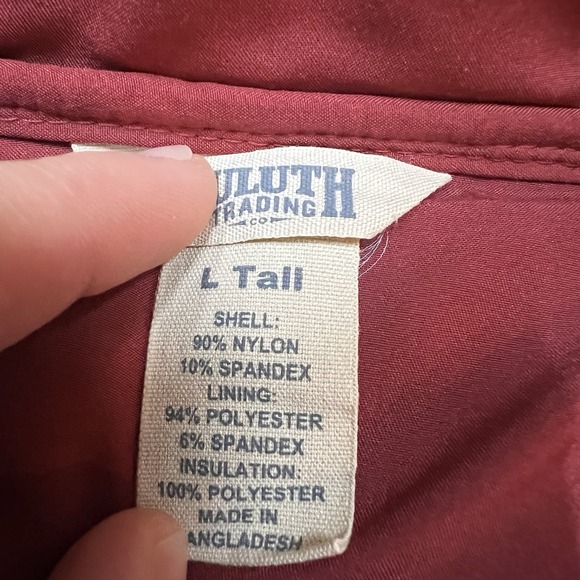 ULUTH
TRADING
CO
L Tall
SHELL:
90% NYLON
10% SPANDEX
LINING:
94% POLYESTER
6% SPANDEX
INSULATION:
100% POLYESTER
MADE IN
ANGLADESH